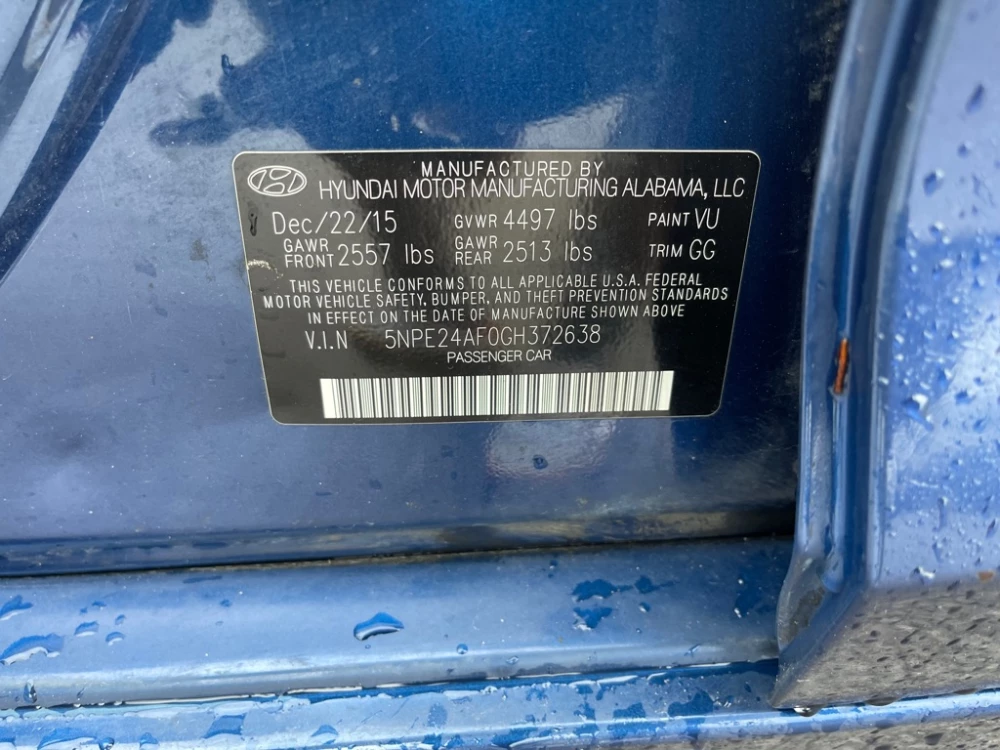 MANUFACTURED BY
HYUNDAI MOTOR MANUFACTURING ALABAMA, LLC
Dec/22/15 GVWR 4497 lbs PAINT VU
GAWR FRONT 2557 lbs GAWR REAR 2513 lbs TRIM GG
THIS VEHICLE CONFORMS TO ALL APPLICABLE U.S.A. FEDERAL
MOTOR VEHICLE SAFETY, BUMPER, AND THEFT PREVENTION STANDARDS
IN EFFECT ON THE DATE OF MANUFACTURE SHOWN ABOVE
V.I.N 5NPE24AF0GH372638
PASSENGER CAR